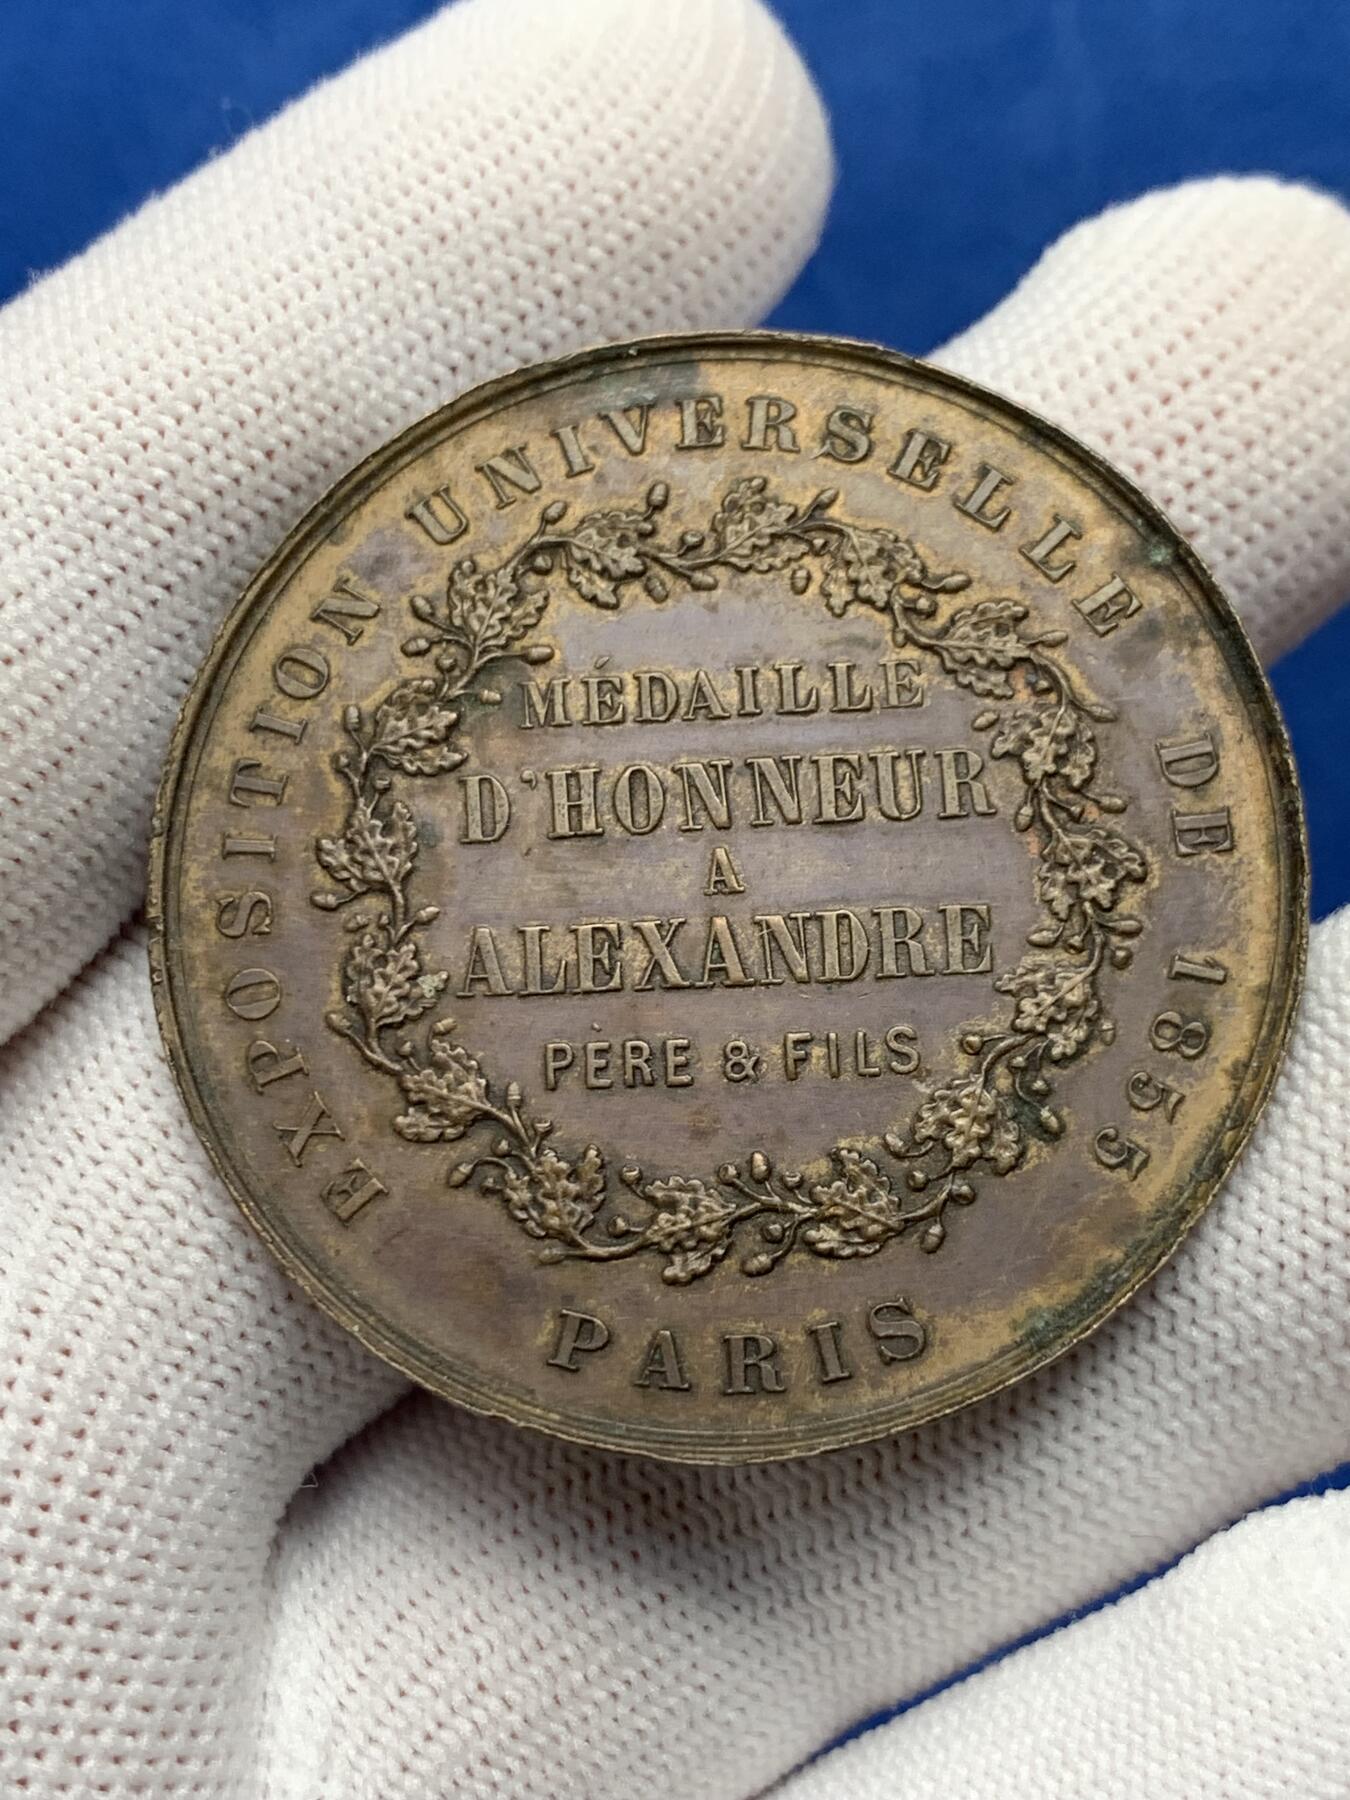 EXPOSITION UNIVERSELLE DE 1855
MÉDAILLE
D'HONNEUR
A
ALEXANDRE
PÈRE & FILS
PARIS